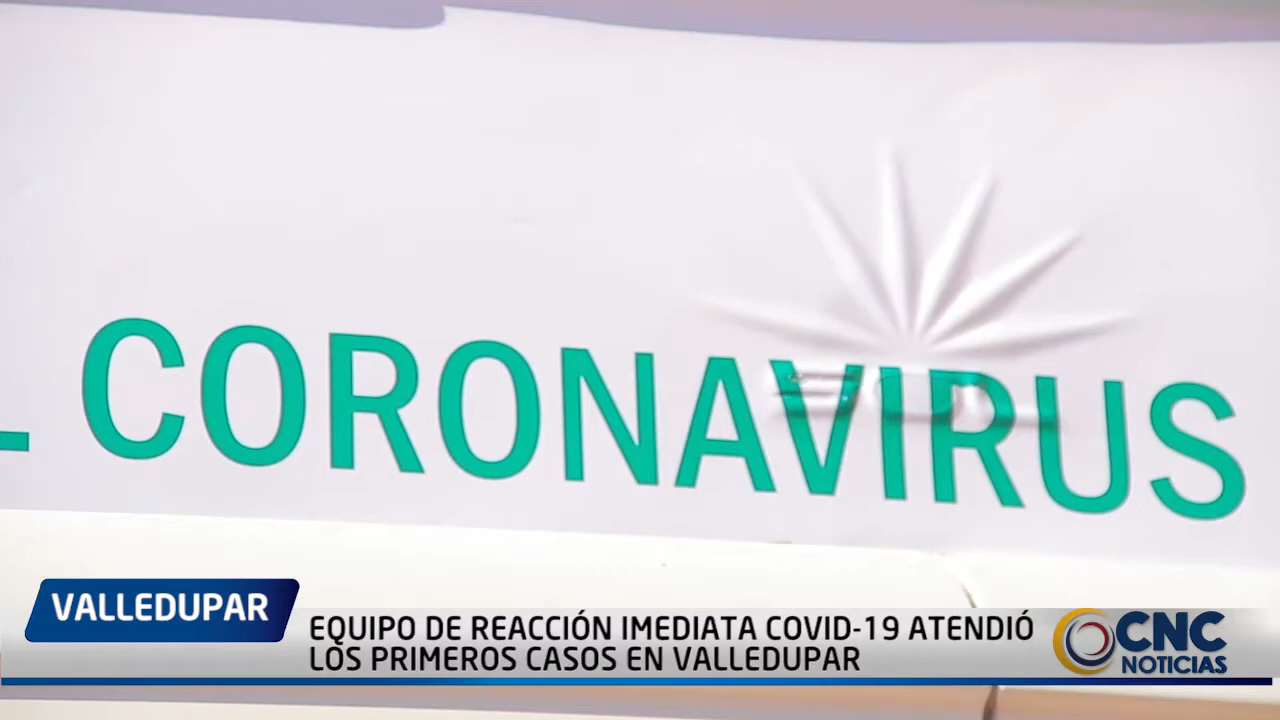 CORONAVIRUS
VALLEDUPAR
EQUIPO DE REACCIÓN IMEDIATA COVID-19 ATENDIÓ
LOS PRIMEROS CASOS EN VALLEDUPAR
CNC
NOTICIAS